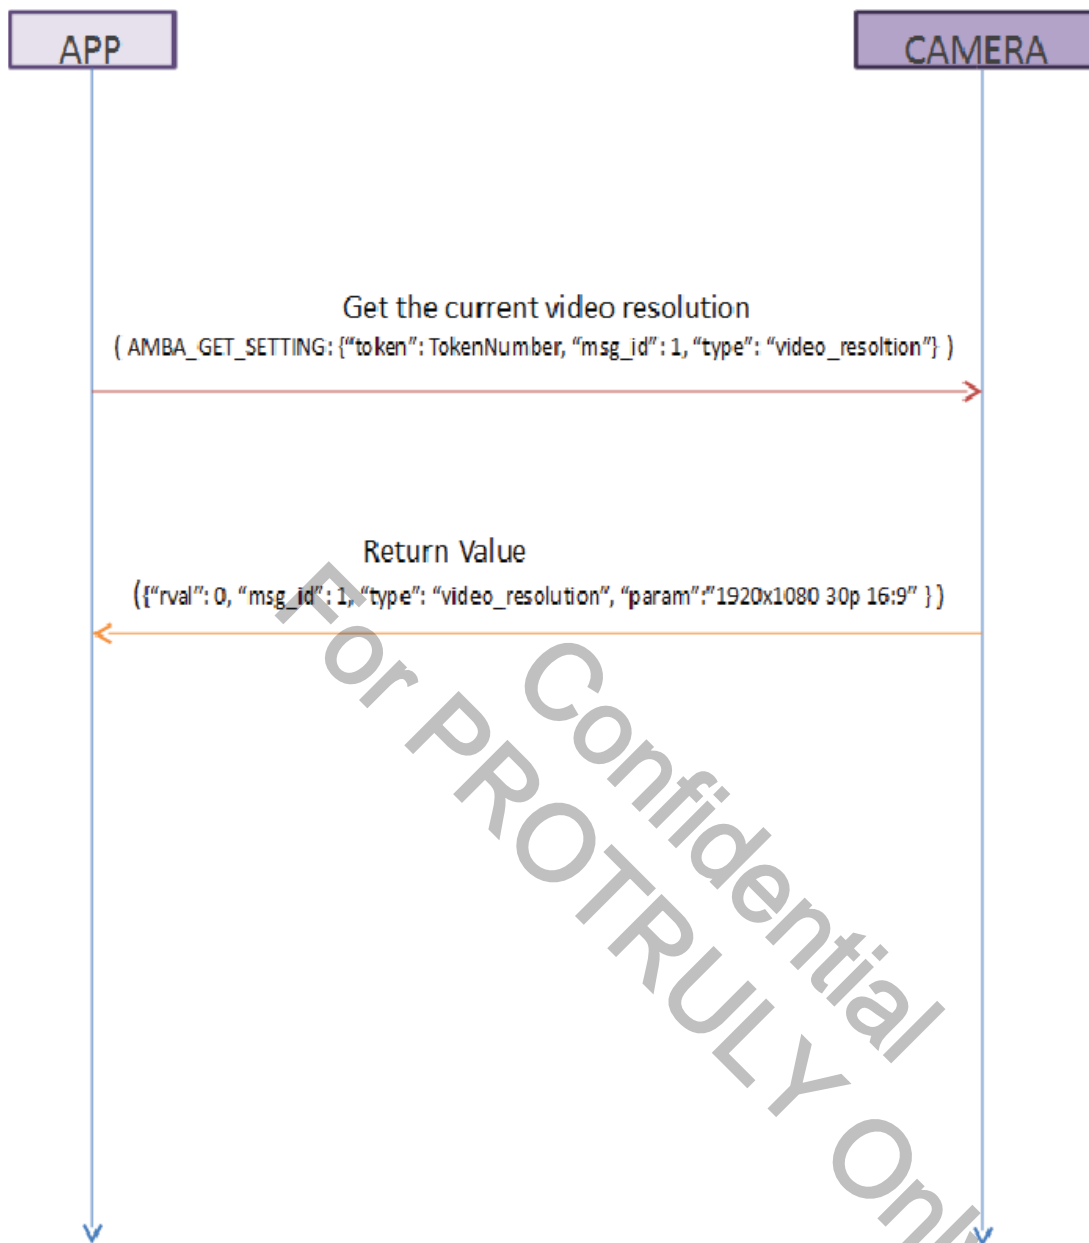 APP
CAMERA
Get the current video resolution
( AMBA_GET_SETTING: {“token”: TokenNumber, “msg_id”: 1, “type”: “video_resoltion”} )
Return Value
({“rval”: 0, “msg_id”: 1, “type”: “video_resolution”, “param”:”1920x1080 30p 16:9” } )
Confidential
For PROTRULY Only